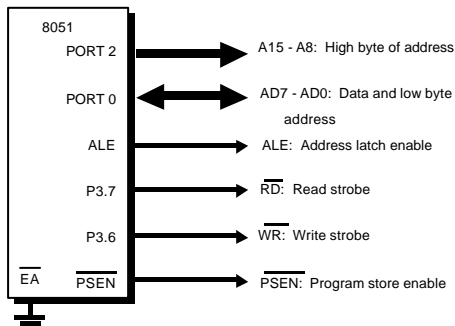 8051
PORT 2
A15 - A8: High byte of address
PORT 0
AD7 - AD0: Data and low byte
address
ALE
ALE: Address latch enable
P3.7
RD: Read strobe
P3.6
WR: Write strobe
EA
PSEN
PSEN: Program store enable